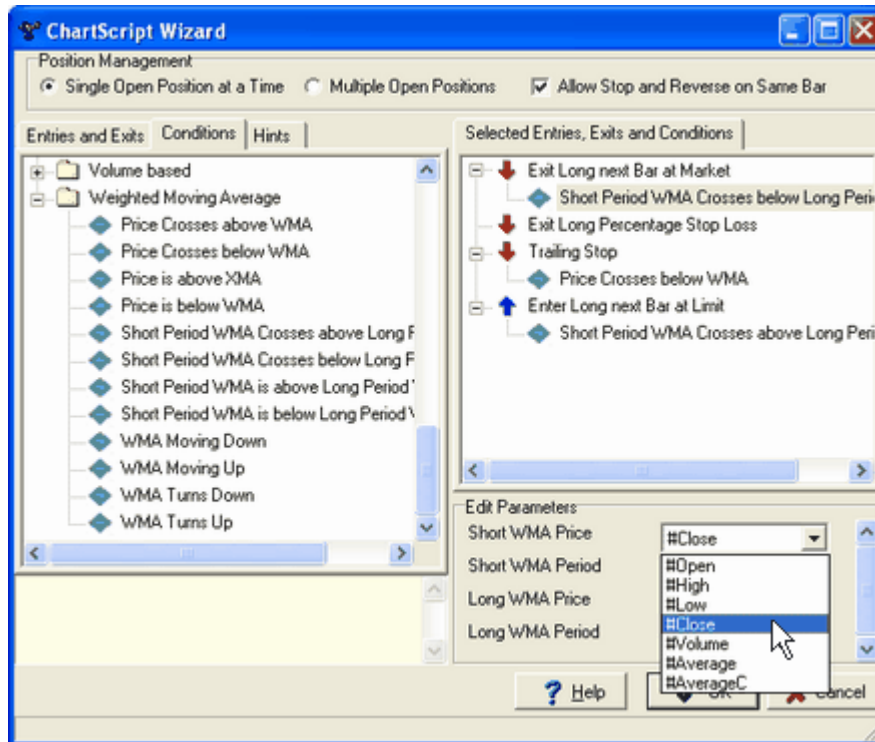 ChartScript Wizard
Position Management
Single Open Position at a Time Multiple Open Positions Allow Stop and Reverse on Same Bar
Entries and Exits Conditions Hints
Volume based
Weighted Moving Average
Price Crosses above WMA
Price Crosses below WMA
Price is above XMA
Price is below WMA
Short Period WMA Crosses above Long
Short Period WMA Crosses below Long
Short Period WMA is above Long Period
Short Period WMA is below Long Period
WMA Moving Down
WMA Moving Up
WMA Turns Down
WMA Turns Up
Selected Entries, Exits and Conditions
Exit Long next Bar at Market
Short Period WMA Crosses below Long Peri
Exit Long Percentage Stop Loss
Trailing Stop
Price Crosses below WMA
Enter Long next Bar at Limit
Short Period WMA Crosses above Long Peri
Edit Parameters
Short WMA Price #Close
Short WMA Period
Long WMA Price
Long WMA Period
#Open
#High
#Low
#Close
#Volume
#Average
#AverageC
? Help Cancel